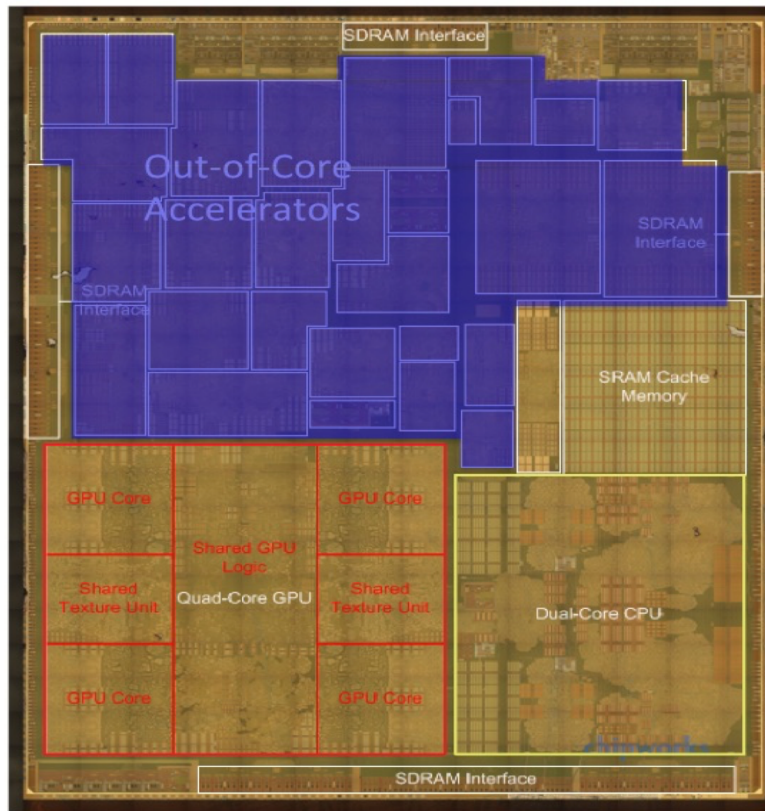 SDRAM Interface
Out-of-Core
Accelerators
SDRAM
Interface
SDRAM
Interface
SRAM Cache
Memory
GPU Core
GPU Core
Shared GPU
Logic
Shared
Texture Unit
Quad-Core GPU
Shared
Texture Unit
Dual-Core CPU
GPU Core
GPU Core
SDRAM Interface